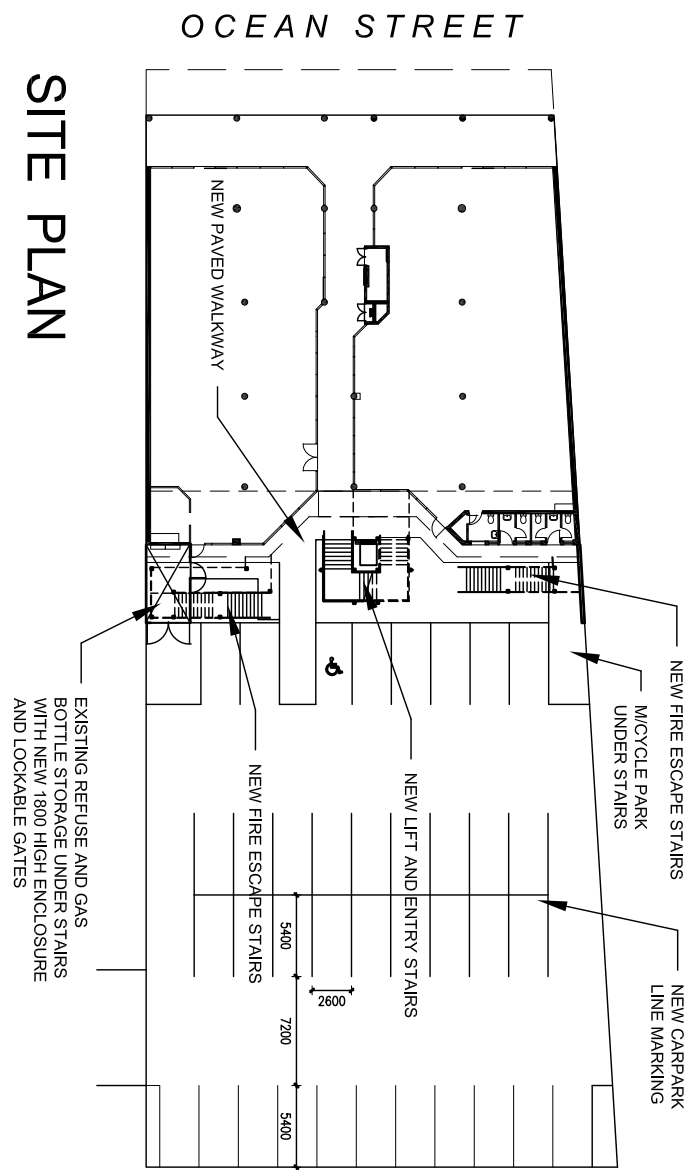 OCEAN STREET
SITE PLAN
NEW PAVED WALKWAY
NEW FIRE ESCAPE STAIRS
M/CYCLE PARK
UNDER STAIRS
NEW LIFT AND ENTRY STAIRS
NEW FIRE ESCAPE STAIRS
EXISTING REFUSE AND GAS
BOTTLE STORAGE UNDER STAIRS
WITH NEW 1800 HIGH ENCLOSURE
AND LOCKABLE GATES
NEW CARPARK
LINE MARKING
5400
2600
7200
5400